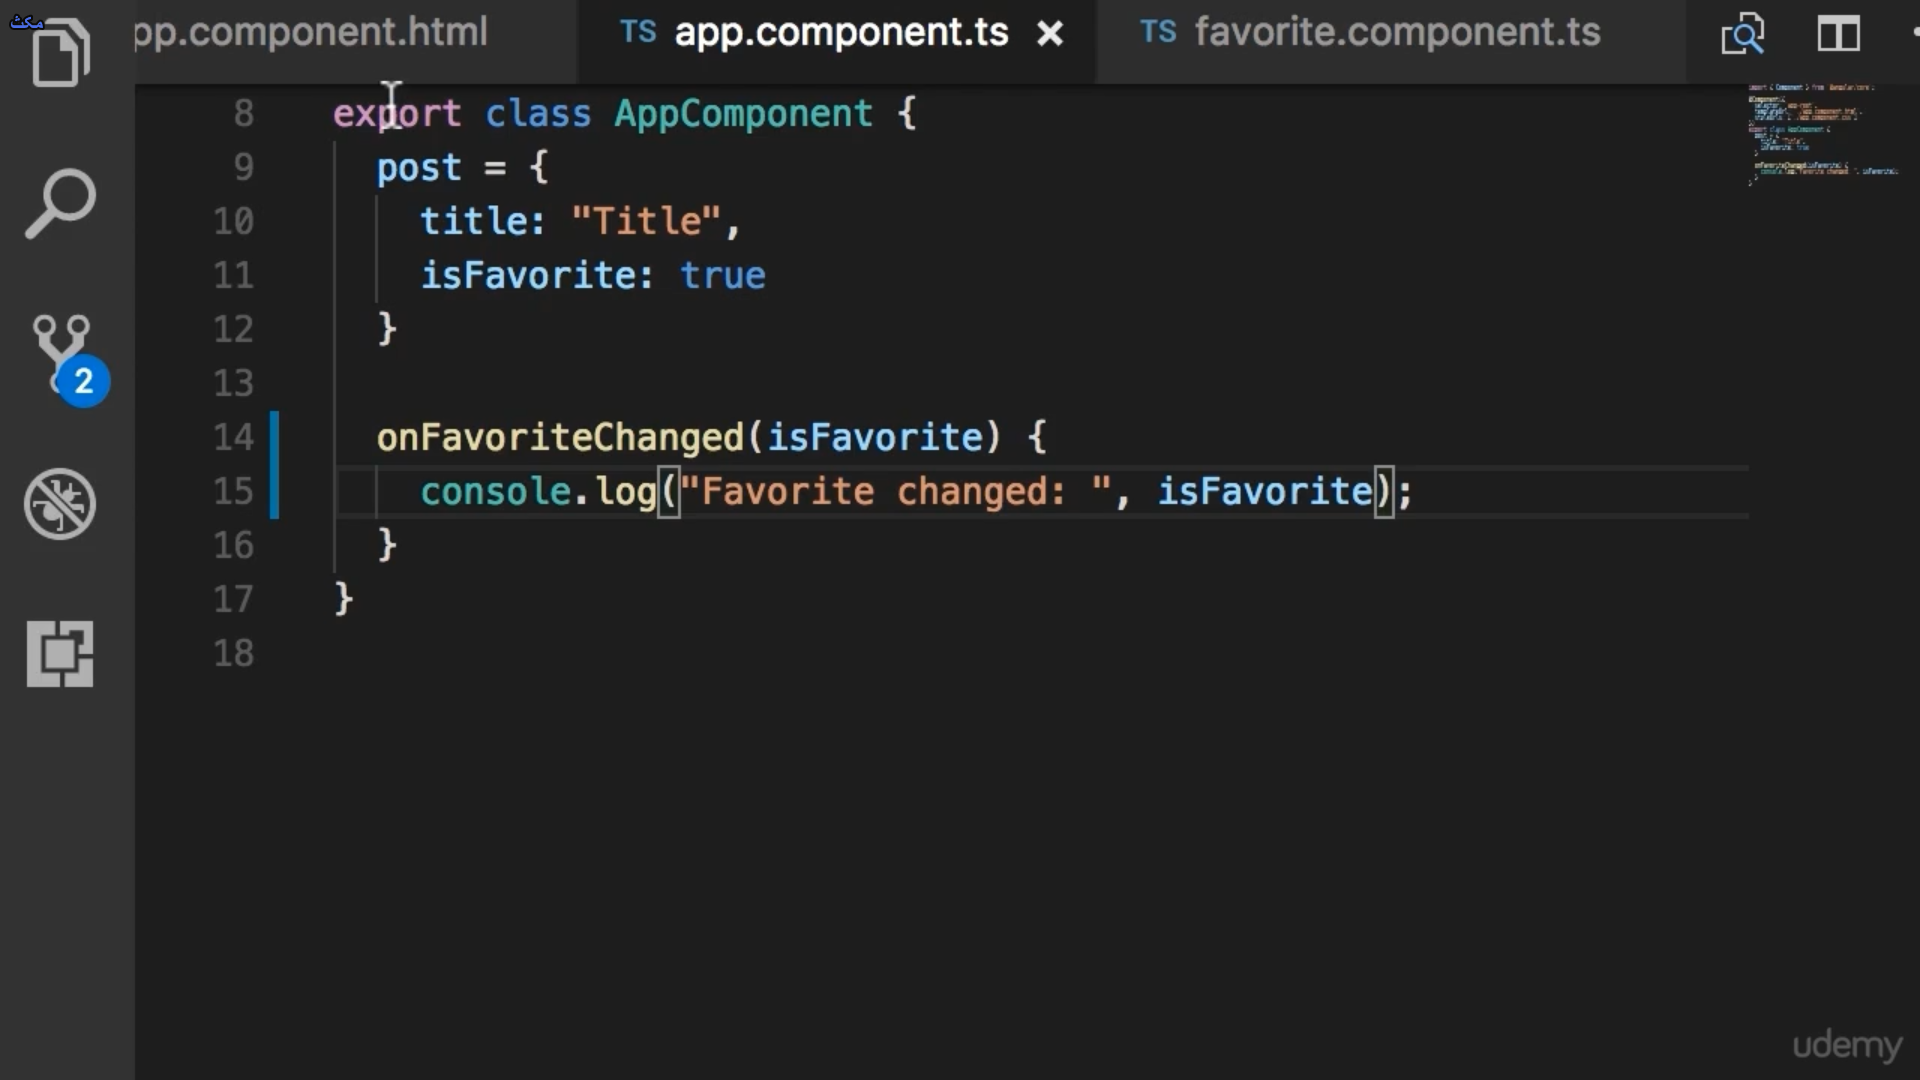 مكث
pp.component.html
TS app.component.ts
TS favorite.component.ts
8 export class AppComponent {
9 post = {
10 title: "Title",
11 isFavorite: true
12 }
13
14 onFavoriteChanged(isFavorite) {
15 console.log("Favorite changed: ", isFavorite);
16 }
17 }
18
2
udemy